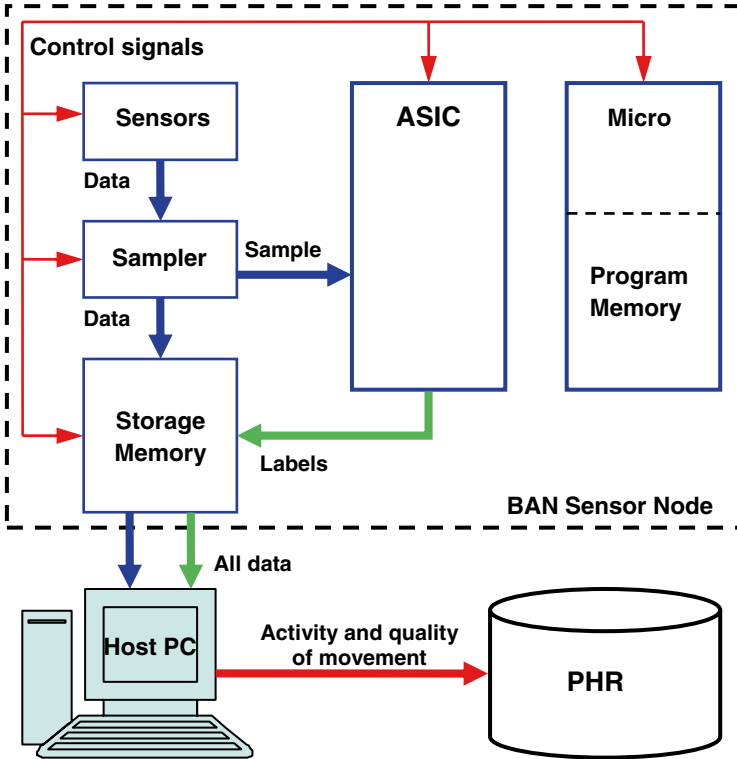 Control signals
Sensors
ASIC
Micro
Data
Sampler
Sample
Program
Memory
Data
Storage
Memory
Labels
BAN Sensor Node
All data
Host PC
Activity and quality
of movement
PHR